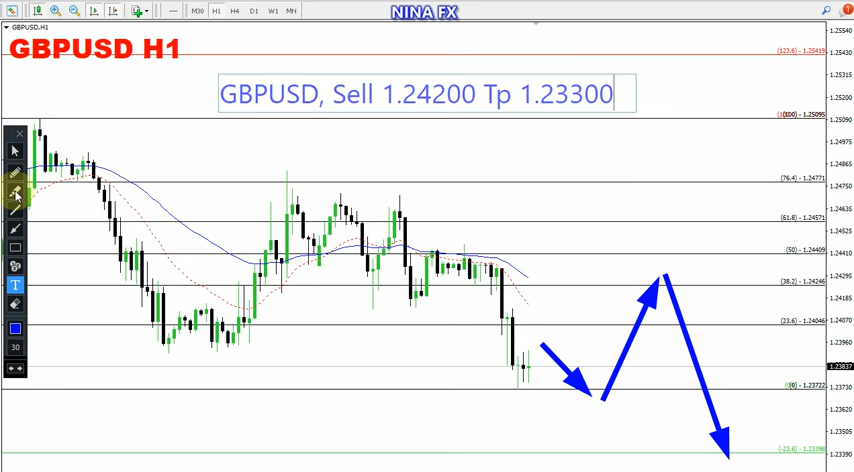 M30 H1 H4 D1 W1 MN
NINA FX
GBPUSD,H1
GBPUSD H1
GBPUSD, Sell 1.24200 Tp 1.23300
T
30
(123.6) - 1.25419
(100) - 1.25095
(76.4) - 1.24771
(61.8) - 1.24571
(50) - 1.24409
(38.2) - 1.24246
(23.6) - 1.24046
(0) - 1.23722
(-23.6) - 1.23398
1.25540
1.25430
1.25315
1.25200
1.25090
1.24980
1.24865
1.24755
1.24645
1.24525
1.24410
1.24295
1.24185
1.24070
1.23960
1.23837
1.23730
1.23620
1.23505
1.23390